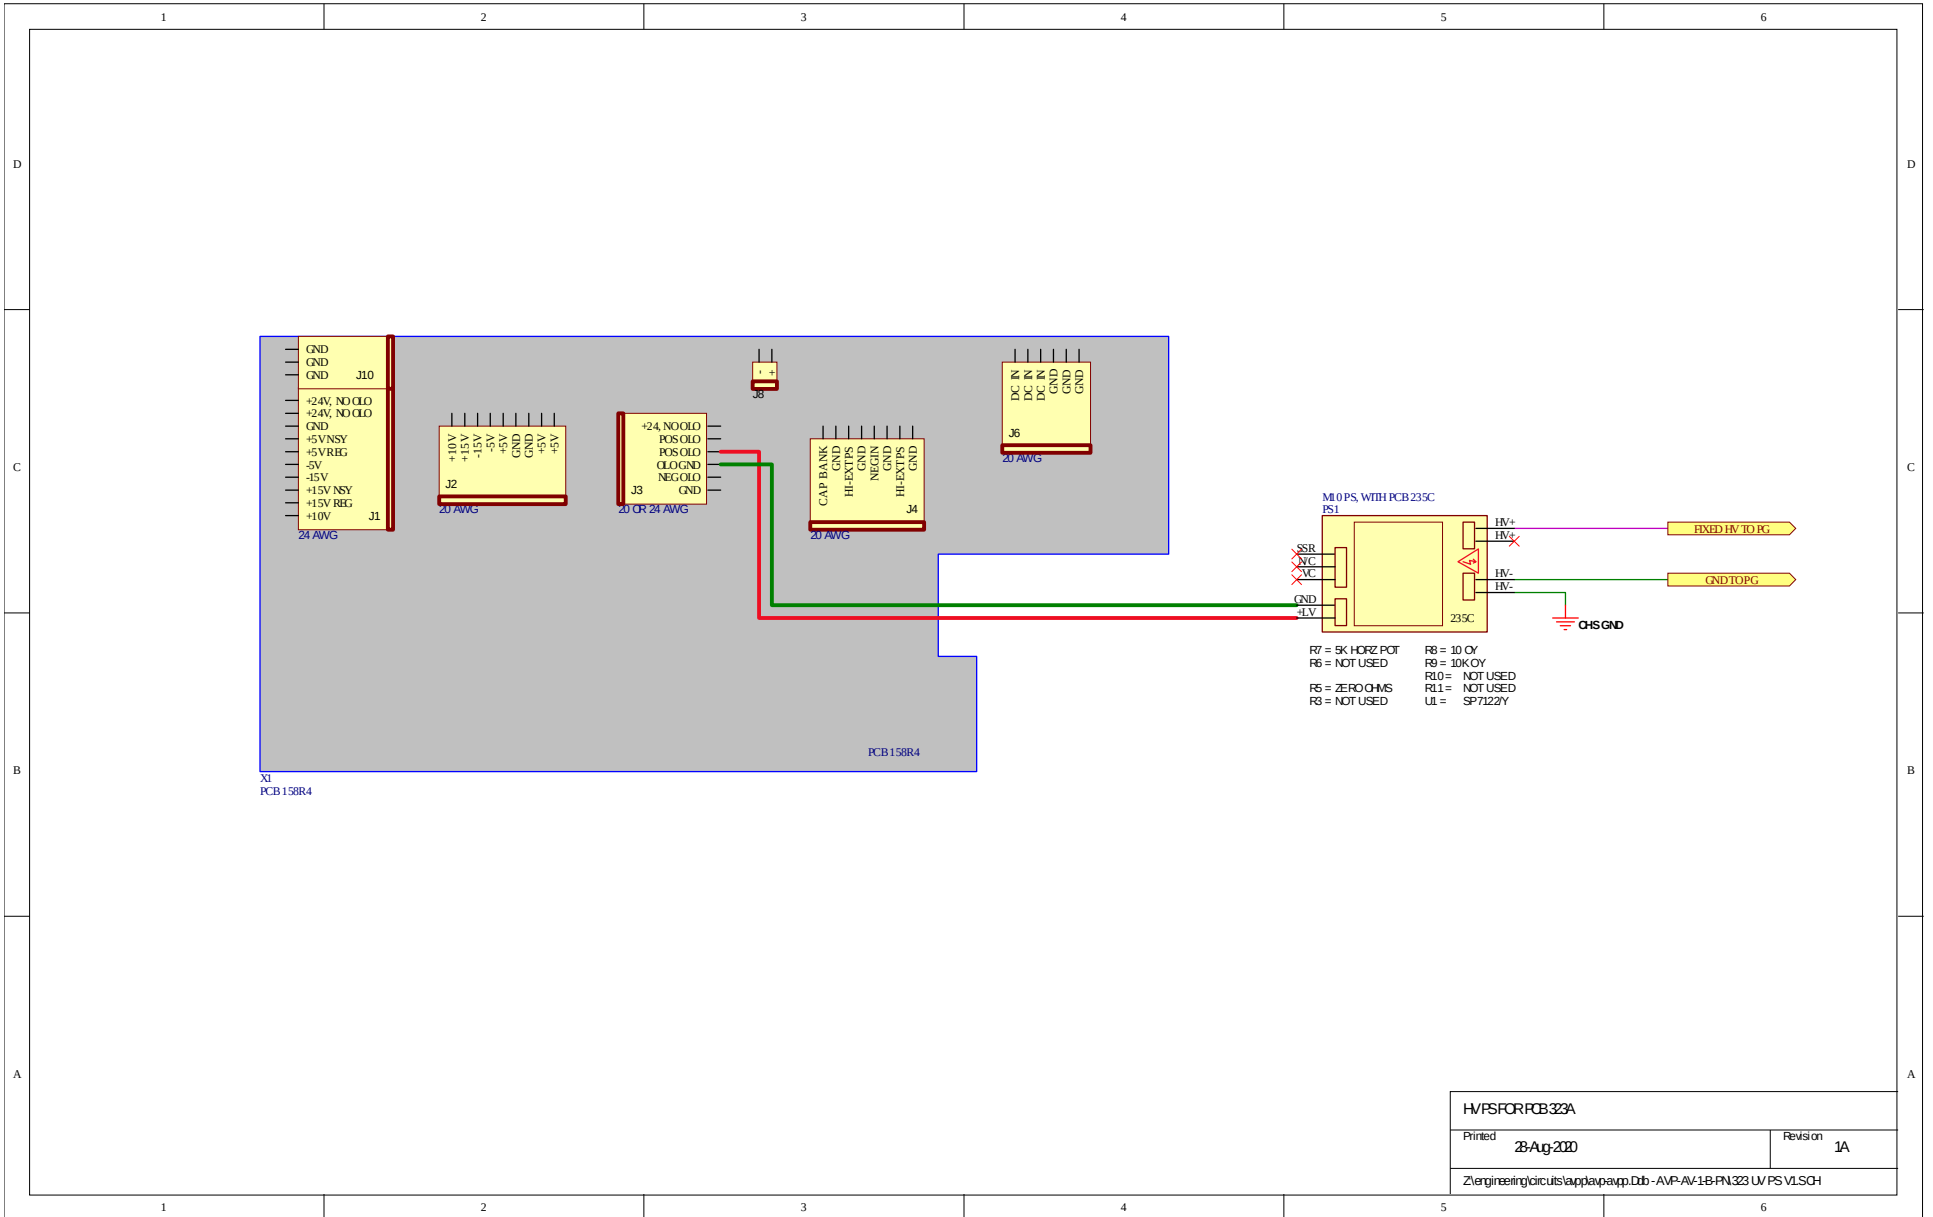 1 2 3 4 5 6
D D
C C
B B
A A
GND
GND
GND J10
+24V, NO OLO
+24V, NO OLO
GND
+5V NSY
+5V REG
-5V
-15V
+15V NSY
+15V REG
+10V J1
24 AWG
+10V
+15V
-15V
-5V
+5V
GND
GND
+5V
+5V
J2
20 AWG
+24, NO OLO
POS OLO
POS OLO
OLO GND
NEG OLO
GND
J3
20 OR 24 AWG
- +
J8
CAP BANK
GND
HI-EXTPS
GND
NEGIN
GND
HI-EXTPS
GND
J4
20 AWG
DC IN
DC IN
DC IN
GND
GND
GND
J6
20 AWG
PCB 158R4
X1
PCB 158R4
M10 PS, WITH PCB 235C
PS1
SSR
N/C
VC
GND
+LV
HV+
HV+
HV-
HV-
235C
FIXED HV TO PG
GND TO PG
CHS GND
R7 = 5K HORZ POT R8 = 10 OY
R6 = NOT USED R9 = 10K OY
R10 = NOT USED
R5 = ZERO OHMS R11 = NOT USED
R3 = NOT USED U1 = SP7122/Y
HV PS FOR PCB 323A
Printed 28-Aug-2020 Revision 1A
Z:\engineering\circuits\avpp\avp-avpp.Ddb - AVP-AV-1-B-PN\323 UV PS V1.SCH
1 2 3 4 5 6